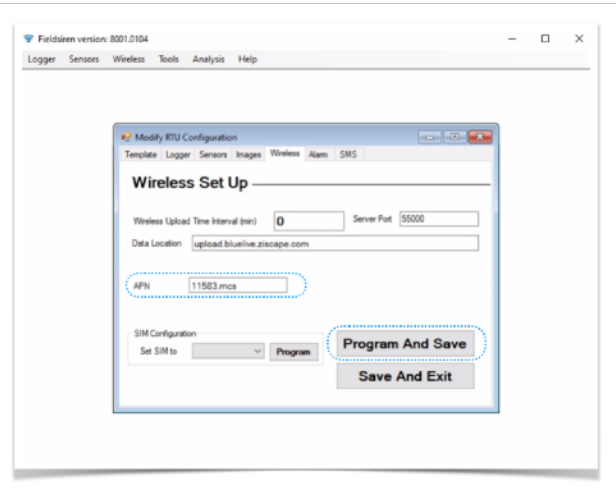 Fieldsiren version: 8001.0104
Logger Sensors Wireless Tools Analysis Help
Modify RTU Configuration
Template Logger Sensors Images Wireless Alarm SMS
Wireless Set Up
Wireless Upload Time Interval (min) 0 Server Port 55000
Data Location upload.bluelive.ziscape.com
APN 11583.mcs
SIM Configuration
Set SIM to Program
Program And Save
Save And Exit